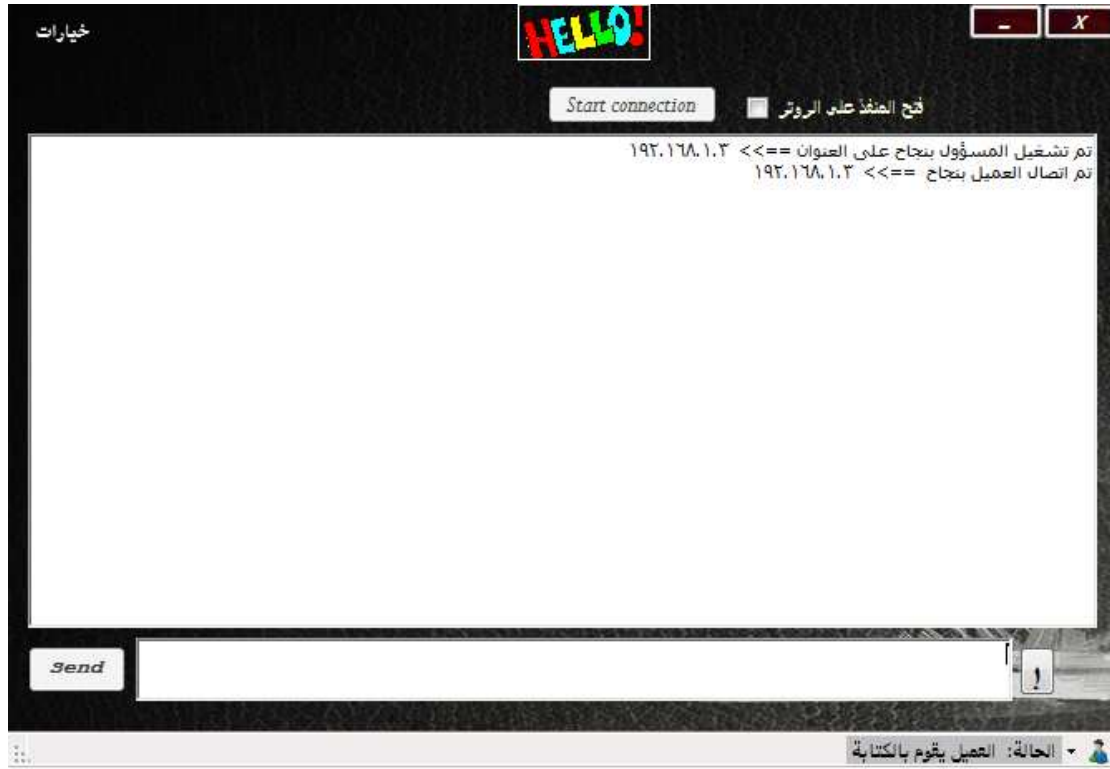 خيارات
HELLO!
_
X
Start connection
فتح المنفذ على الروتر
تم تشغيل المسؤول بنجاح على العنوان ==>> ١٩٢.١٦٨.١.٣
تم اتصال العميل بنجاح ==>> ١٩٢.١٦٨.١.٣
Send
!
الحالة: العميل يقوم بالكتابة